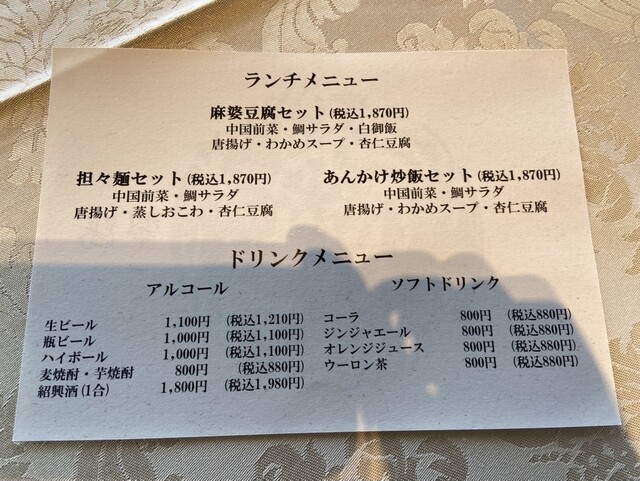 ランチメニュー
麻婆豆腐セット(税込1,870円)
中国前菜・鯛サラダ・白御飯
唐揚げ・わかめスープ・杏仁豆腐
担々麺セット(税込1,870円)
中国前菜・鯛サラダ
唐揚げ・蒸しおこわ・杏仁豆腐
あんかけ炒飯セット(税込1,870円)
中国前菜・鯛サラダ
唐揚げ・わかめスープ・杏仁豆腐
ドリンクメニュー
アルコール
生ビール 1,100円 (税込1,210円)
瓶ビール 1,000円 (税込1,100円)
ハイボール 1,000円 (税込1,100円)
麦焼酎・芋焼酎 800円 (税込880円)
紹興酒(1合) 1,800円 (税込1,980円)
ソフトドリンク
コーラ 800円 (税込880円)
ジンジャエール 800円 (税込880円)
オレンジジュース 800円 (税込880円)
ウーロン茶 800円 (税込880円)